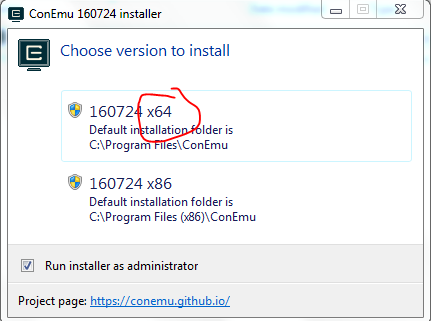 ConEmu 160724 installer
Choose version to install
160724 x64
Default installation folder is
C:\Program Files\ConEmu
160724 x86
Default installation folder is
C:\Program Files (x86)\ConEmu
Run installer as administrator
Project page: https://conemu.github.io/